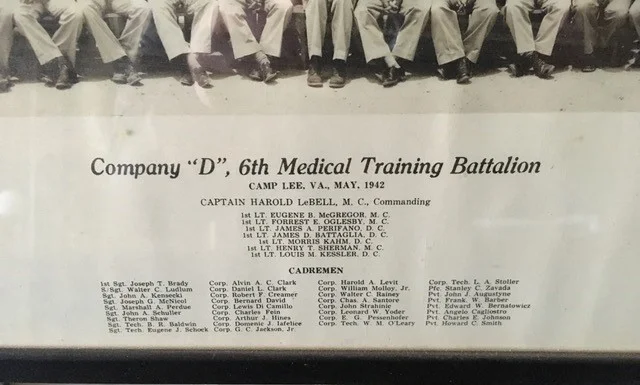 Company "D", 6th Medical Training Battalion
CAMP LEE, VA., MAY, 1942
CAPTAIN HAROLD LeBELL, M. C., Commanding
1st LT. EUGENE B. McGREGOR, M. C.
1st LT. FORREST E. OGLESBY, M. C.
1st LT. JAMES A. PERIFANO, D. C.
1st LT. JAMES D. BATTAGLIA, D. C.
1st LT. MORRIS KAHM, D. C.
1st LT. HENRY T. SHERMAN, M. C.
1st LT. LOUIS M. KESSLER, D. C.
CADREMEN
1st Sgt. Joseph T. Brady
S/Sgt. Walter C. Ludlum
Sgt. John A. Kensecki
Sgt. Joseph G. McNicol
Sgt. Marshall A. Perdue
Sgt. John A. Schuller
Sgt. Theron Shaw
Sgt. Tech. B. R. Baldwin
Sgt. Tech. Eugene J. Schock
Corp. Alvin A. C. Clark
Corp. Daniel L. Clark
Corp. Robert F. Creamer
Corp. Bernard David
Corp. Lewis Di Camillo
Corp. Charles Fein
Corp. Arthur J. Hines
Corp. Domenic J. Iafelice
Corp. G. C. Jackson, Jr.
Corp. Harold A. Levit
Corp. William Molloy, Jr.
Corp. Walter C. Rainey
Corp. Chas. A. Santore
Corp. John Strahinic
Corp. Leonard W. Yoder
Corp. E. G. Pessenhofer
Corp. Tech. W. M. O'Leary
Corp. Tech. L. A. Stoller
Pfc. Stanley C. Zavada
Pvt. John J. Augustyne
Pvt. Frank W. Barber
Pvt. Edward W. Bernatowicz
Pvt. Angelo Cagliostro
Pvt. Charles E. Johnson
Pvt. Howard C. Smith